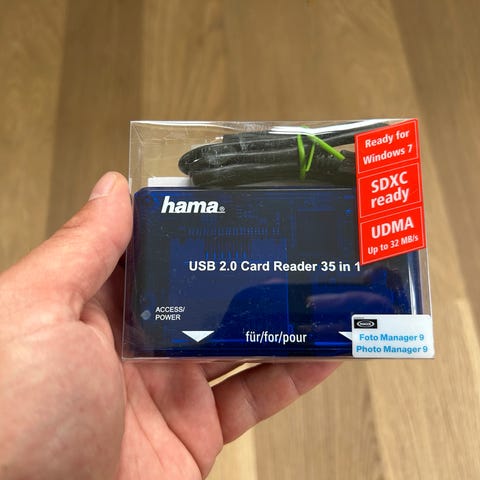 Ready for
Windows 7
SDXC
ready
UDMA
Up to 32 MB/s
hama®
USB 2.0 Card Reader 35 in 1
ACCESS/
POWER
für/for/pour
Foto Manager 9
Photo Manager 9